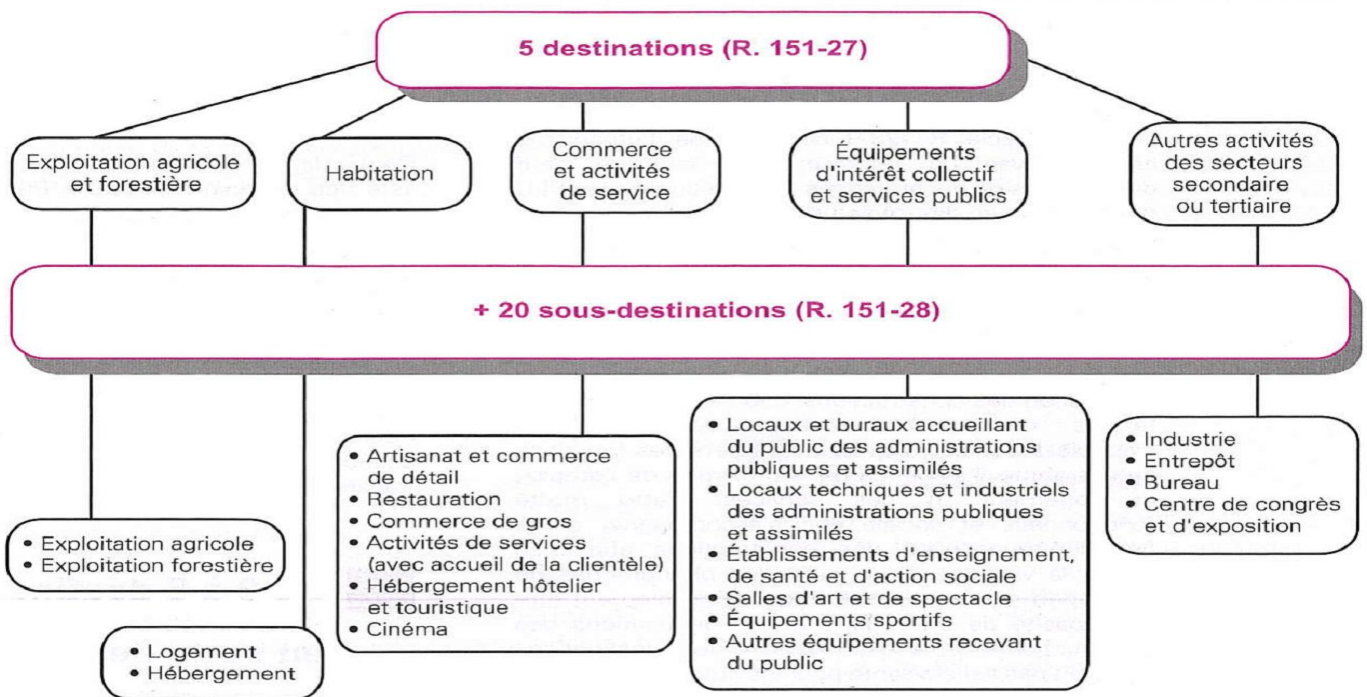 5 destinations (R. 151-27)
Exploitation agricole
et forestière
Habitation
Commerce
et activités
de service
Équipements
d'intérêt collectif
et services publics
Autres activités
des secteurs
secondaire
ou tertiaire
+ 20 sous-destinations (R. 151-28)
• Exploitation agricole
• Exploitation forestière
• Logement
• Hébergement
• Artisanat et commerce
de détail
• Restauration
• Commerce de gros
• Activités de services
(avec accueil de la clientèle)
• Hébergement hôtelier
et touristique
• Cinéma
• Locaux et buraux accueillant
du public des administrations
publiques et assimilés
• Locaux techniques et industriels
des administrations publiques
et assimilés
• Établissements d'enseignement,
de santé et d'action sociale
• Salles d'art et de spectacle
• Équipements sportifs
• Autres équipements recevant
du public
• Industrie
• Entrepôt
• Bureau
• Centre de congrès
et d'exposition